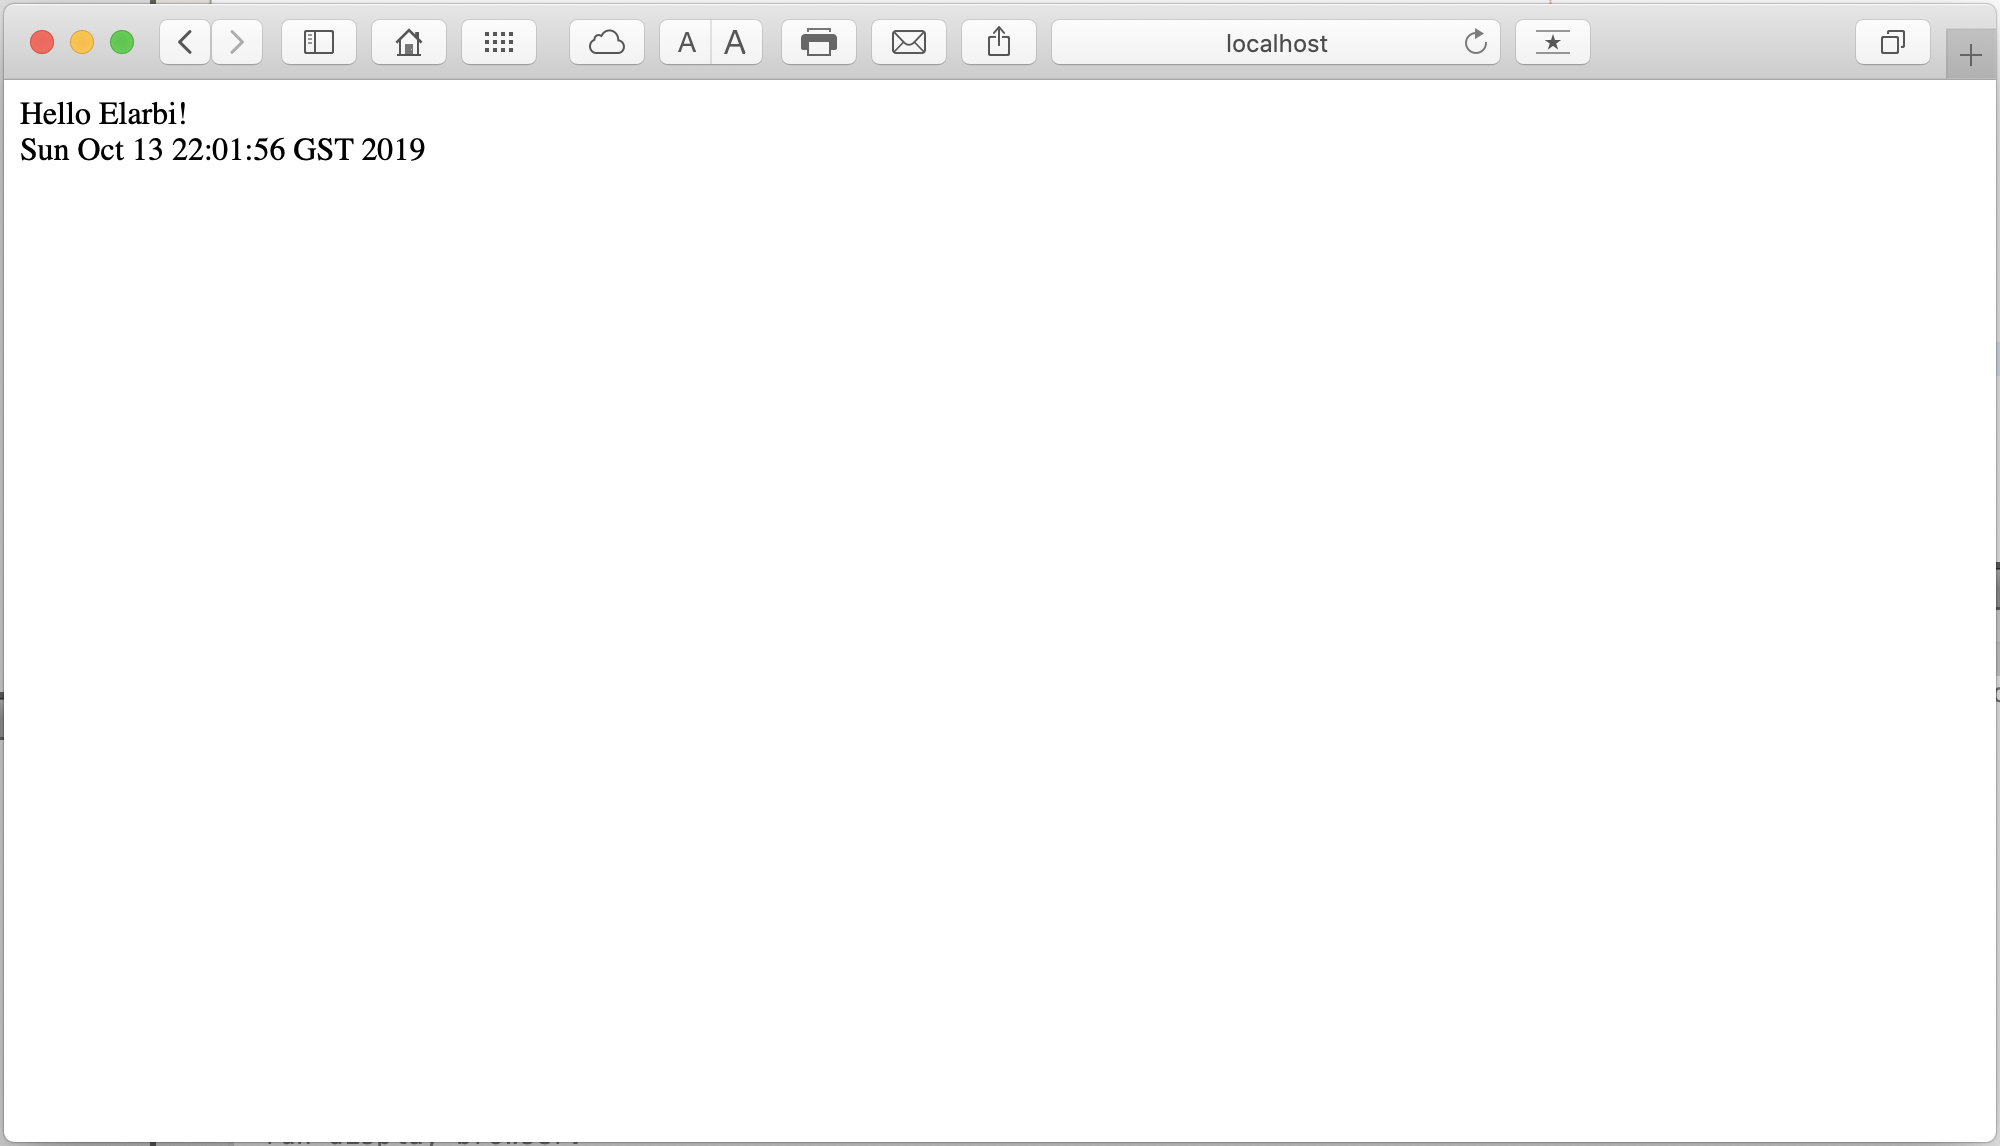 A A
localhost
Hello Elarbi!
Sun Oct 13 22:01:56 GST 2019